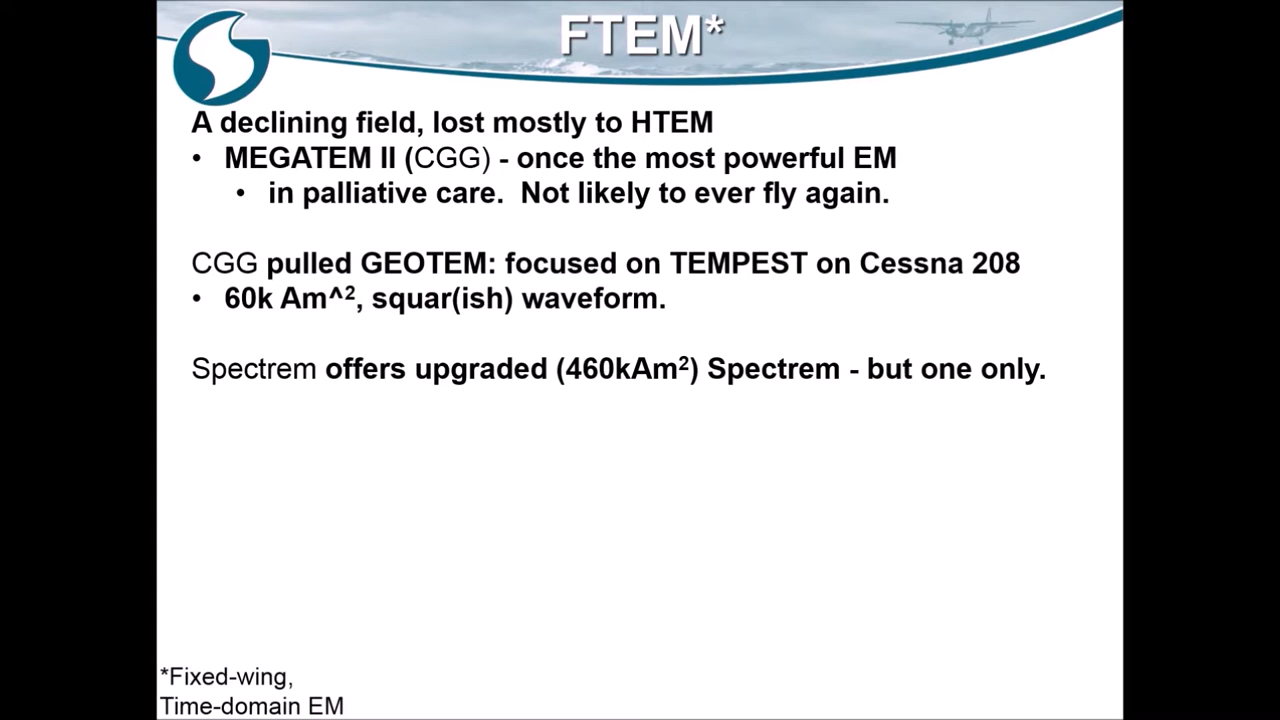 FTEM*
A declining field, lost mostly to HTEM
• MEGATEM II (CGG) - once the most powerful EM
• in palliative care.  Not likely to ever fly again.
CGG pulled GEOTEM: focused on TEMPEST on Cessna 208
• 60k Am^², squar(ish) waveform.
Spectrem offers upgraded (460kAm²) Spectrem - but one only.
*Fixed-wing,
Time-domain EM